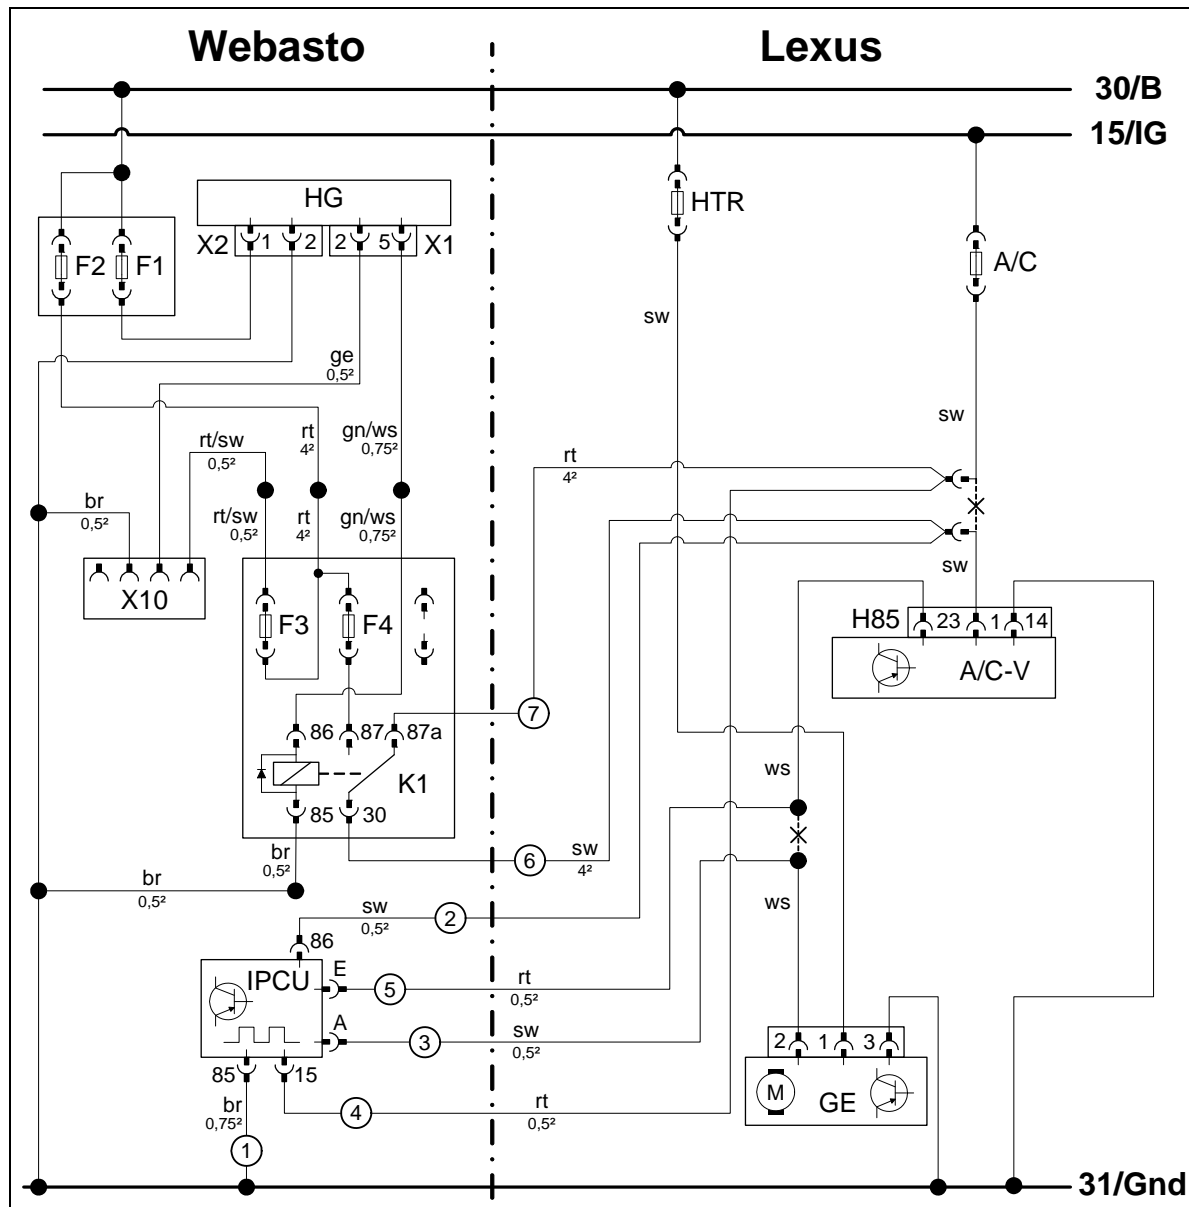 Webasto Lexus
30/B
15/IG
HG
HTR
X2 1 2 2 5 X1
F2 F1
A/C
sw
ge
0,5²
sw
rt/sw
0,5²
rt
4²
gn/ws
0,75²
rt
4²
br
0,5²
rt/sw
0,5²
rt
4²
gn/ws
0,75²
sw
X10
H85 23 1 14
F3 F4
A/C-V
7
86 87 87a
ws
K1
85 30
br
0,5²
6
sw
4²
br
0,5²
ws
sw
0,5²
2
86
IPCU E
5
rt
0,5²
A
3
sw
0,5²
2 1 3
85 15
M GE
br
0,75²
4
rt
0,5²
1
31/Gnd